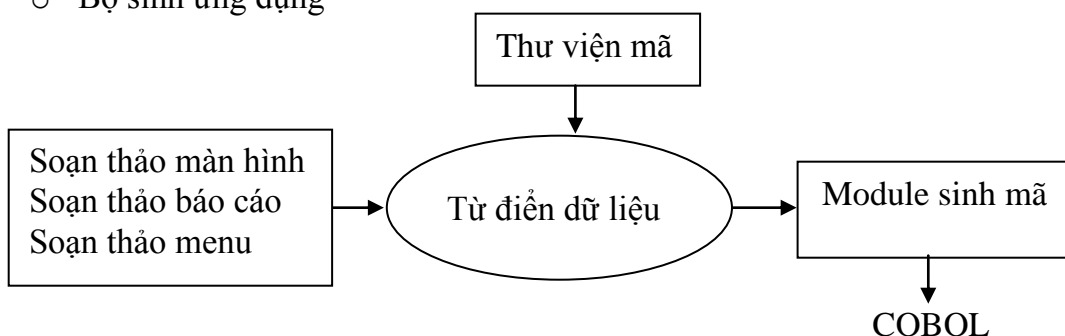 o Bộ sinh ứng dụng
Thư viện mã
Soạn thảo màn hình
Soạn thảo báo cáo
Soạn thảo menu
Từ điển dữ liệu
Module sinh mã
COBOL